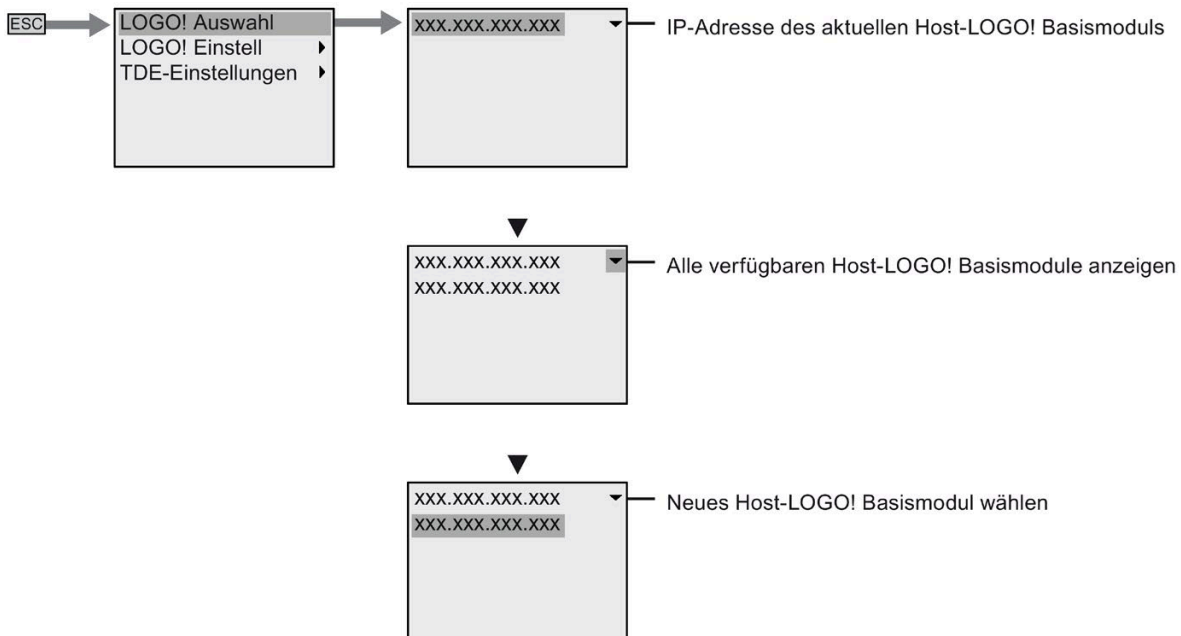 ESC
LOGO! Auswahl
LOGO! Einstell
TDE-Einstellungen
xxx.xxx.xxx.xxx
IP-Adresse des aktuellen Host-LOGO! Basismoduls
xxx.xxx.xxx.xxx
xxx.xxx.xxx.xxx
Alle verfügbaren Host-LOGO! Basismodule anzeigen
xxx.xxx.xxx.xxx
xxx.xxx.xxx.xxx
Neues Host-LOGO! Basismodul wählen